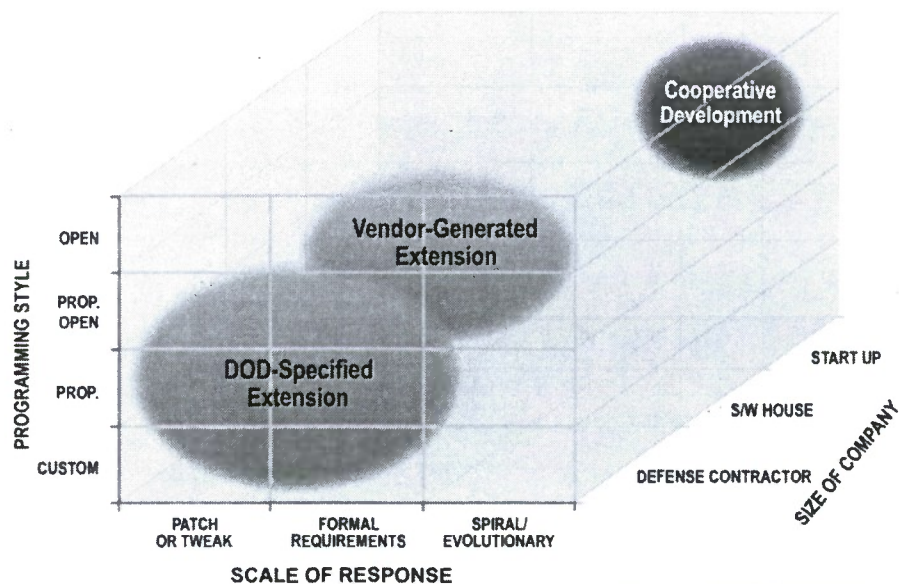 Cooperative
Development
Vendor-Generated
Extension
DOD-Specified
Extension
PROGRAMMING STYLE
OPEN
PROP.
OPEN
PROP.
CUSTOM
START UP
S/W HOUSE
DEFENSE CONTRACTOR
SIZE OF COMPANY
PATCH
OR TWEAK
FORMAL
REQUIREMENTS
SPIRAL/
EVOLUTIONARY
SCALE OF RESPONSE